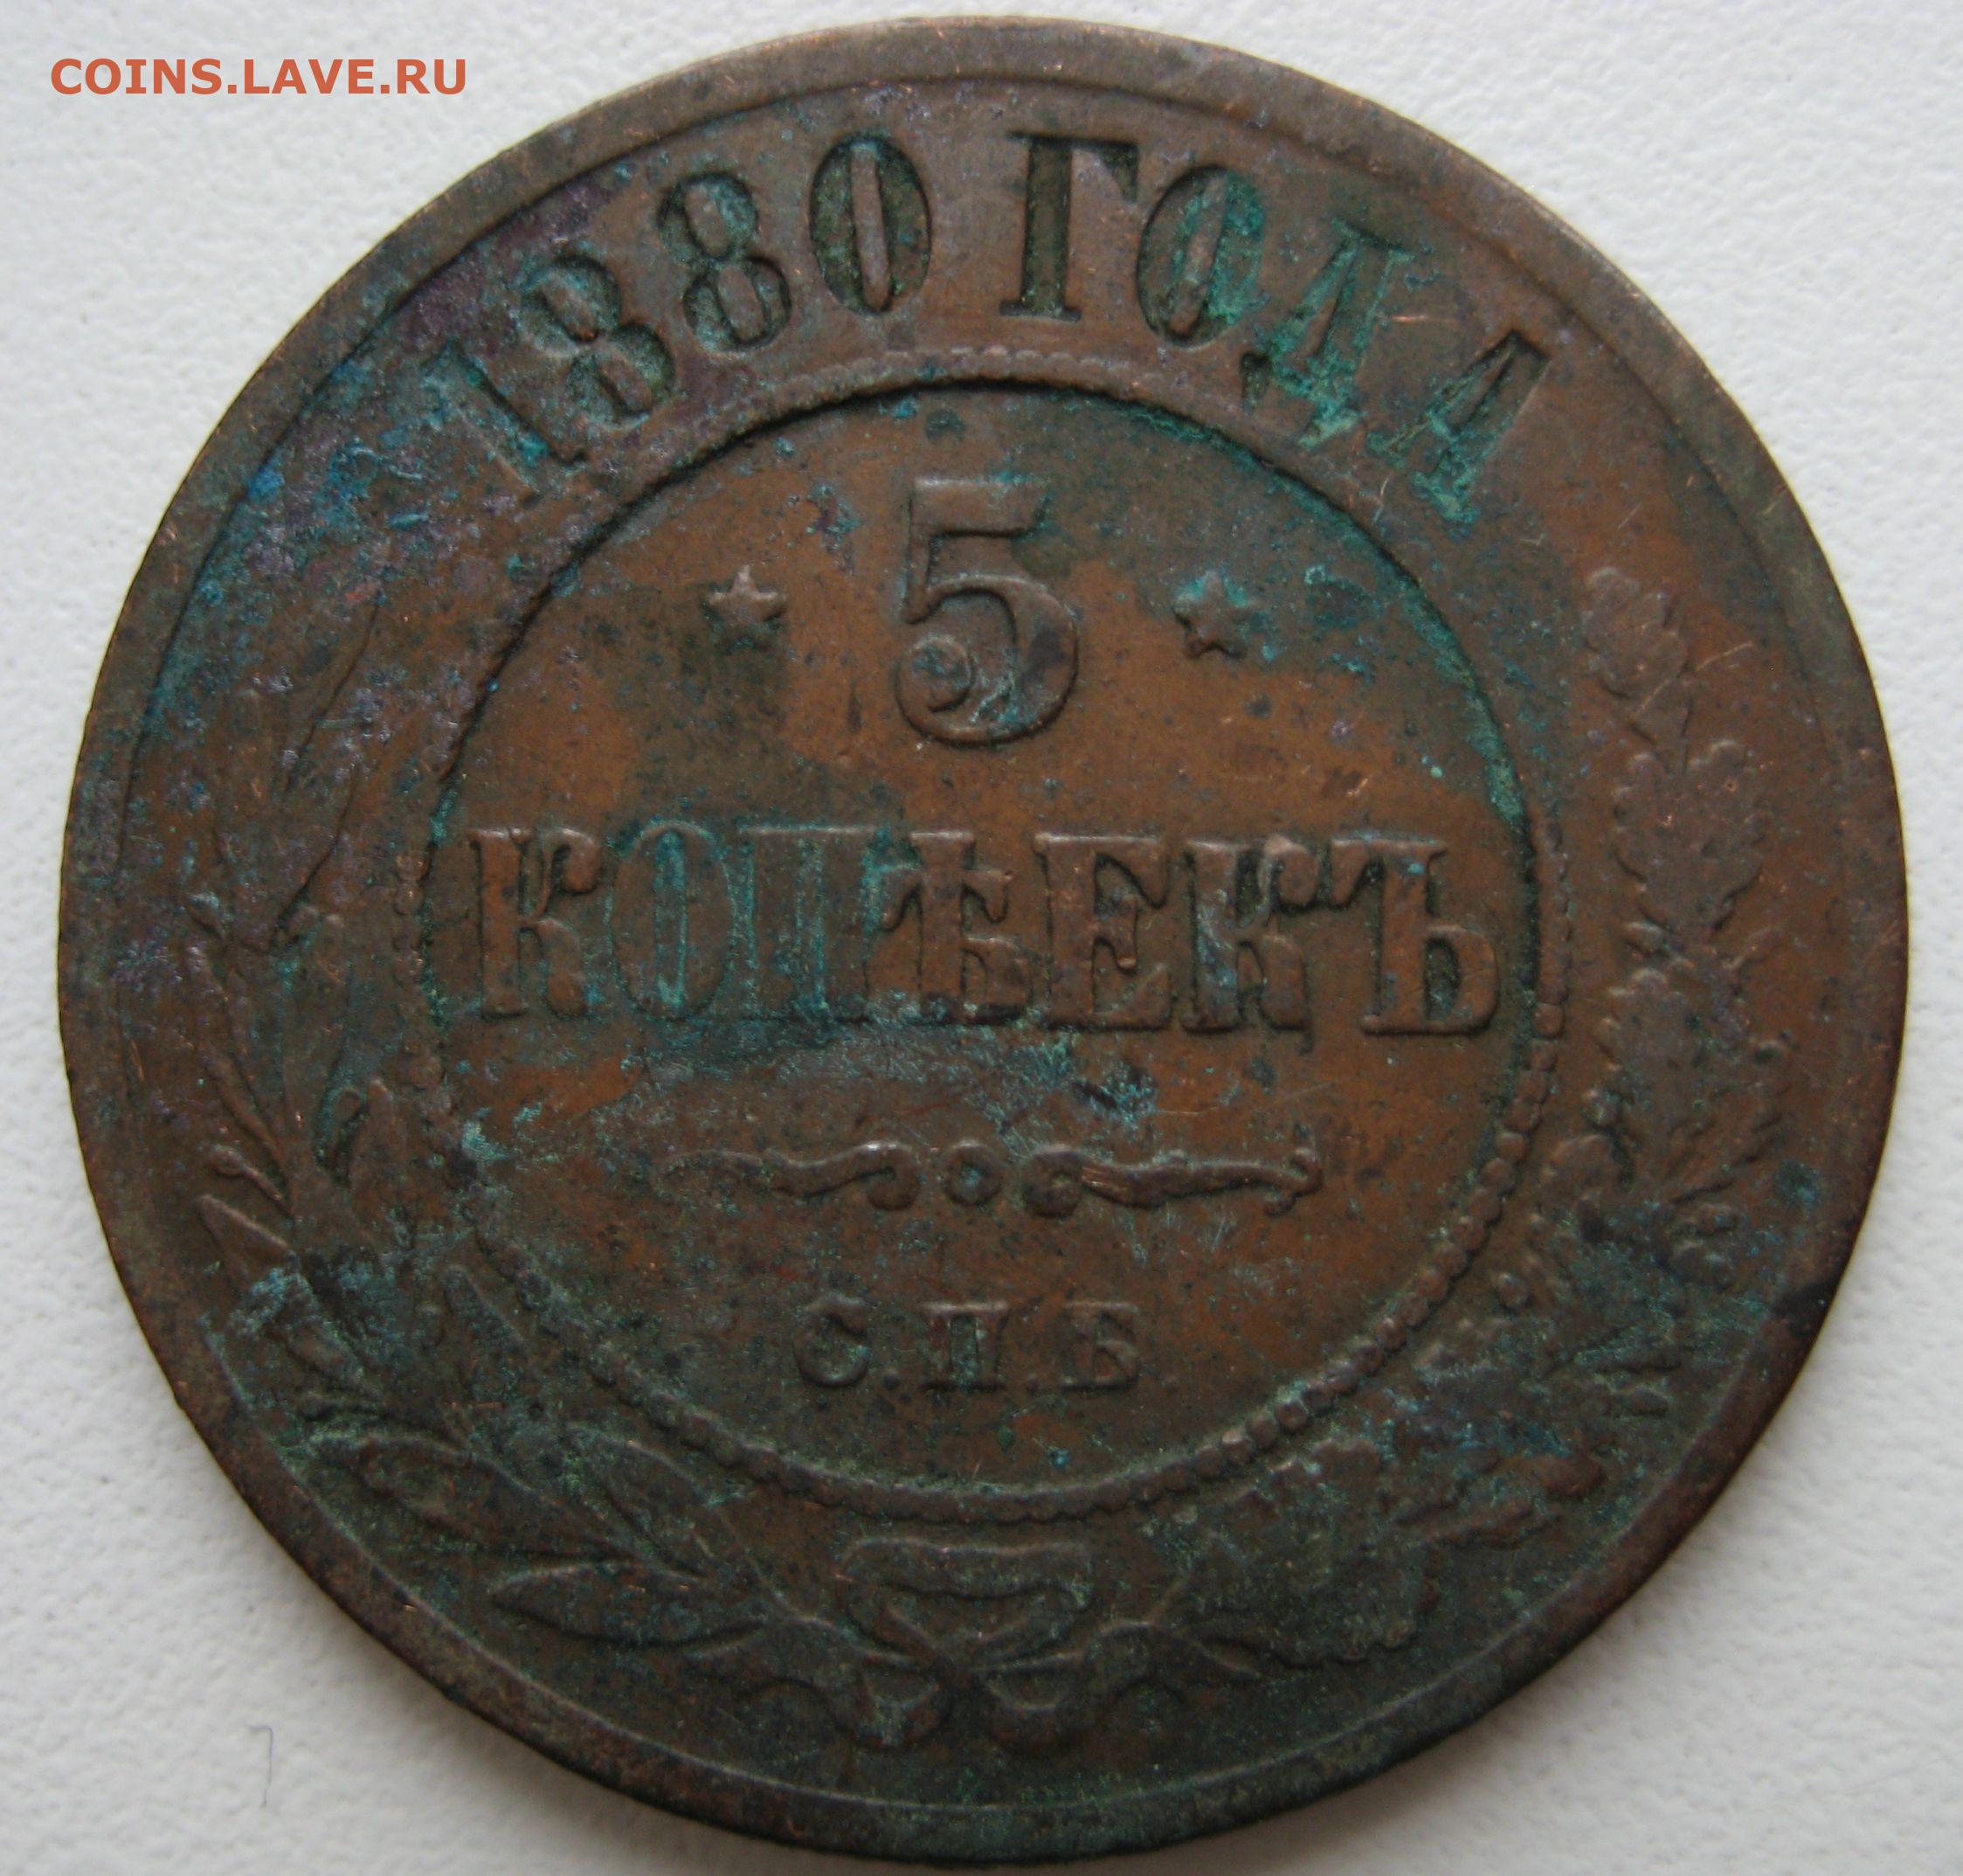 COINS.LAVE.RU
1880 ГОДА
5
КОПѢЕКЪ
С.П.Б.